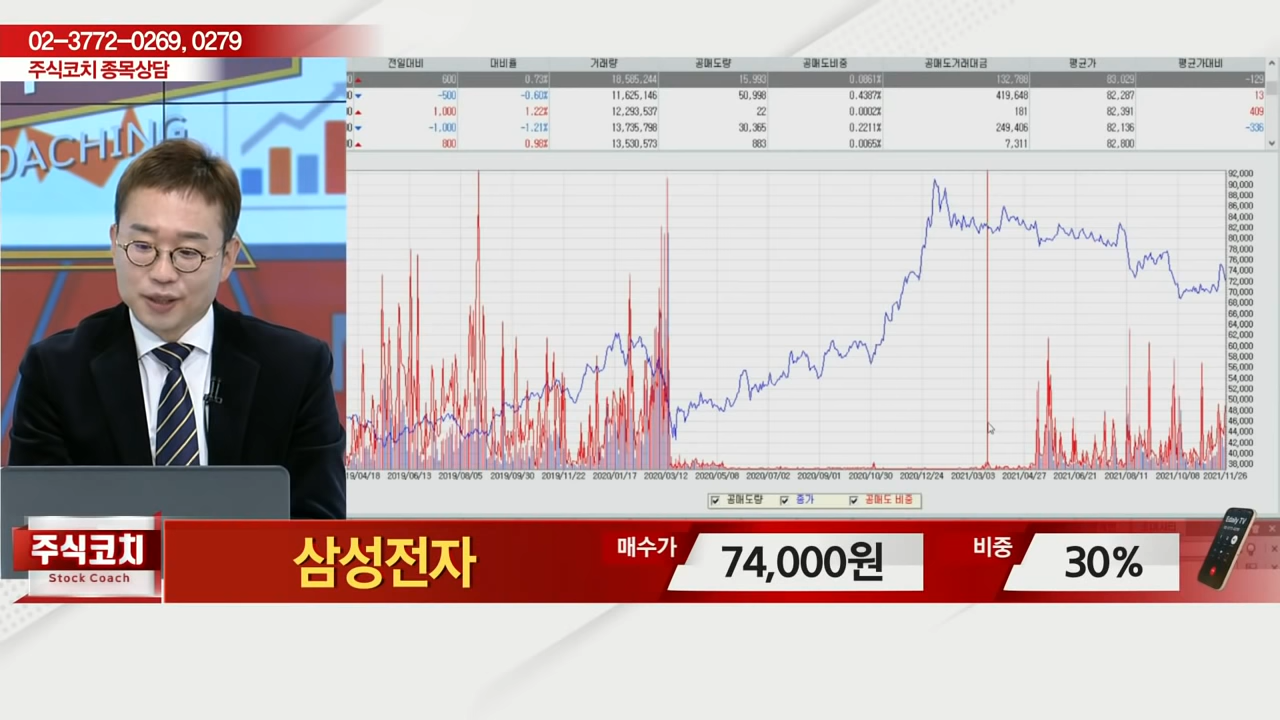 02-3772-0269, 0279
주식코치 종목상담
OACHING
전일대비 대비율 거래량 공매도량 공매도비중 공매도거래대금 평균가 평균가대비
600 0.73% 18,585,244 15,993 0.0861% 132,788 83,029 -129
-500 -0.60% 11,625,146 50,998 0.4387% 419,648 82,287 13
1,000 1.22% 12,293,537 22 0.0002% 181 82,391 409
-1,000 -1.21% 13,735,798 30,365 0.2211% 249,406 82,136 -336
800 0.98% 13,530,573 883 0.0065% 7,311 82,800
92,000
90,000
88,000
86,000
84,000
82,000
80,000
78,000
76,000
74,000
72,000
70,000
68,000
66,000
64,000
62,000
60,000
58,000
56,000
54,000
52,000
50,000
48,000
46,000
44,000
42,000
40,000
38,000
19/04/18 2019/06/13 2019/08/05 2019/09/30 2019/11/22 2020/01/17 2020/03/12 2020/05/08 2020/07/02 2020/09/01 2020/10/30 2020/12/24 2021/03/03 2021/04/27 2021/06/21 2021/08/11 2021/10/08 2021/11/26
공매도량 종가 공매도 비중
주식코치
Stock Coach
삼성전자 매수가 74,000원 비중 30%
Edaily TV